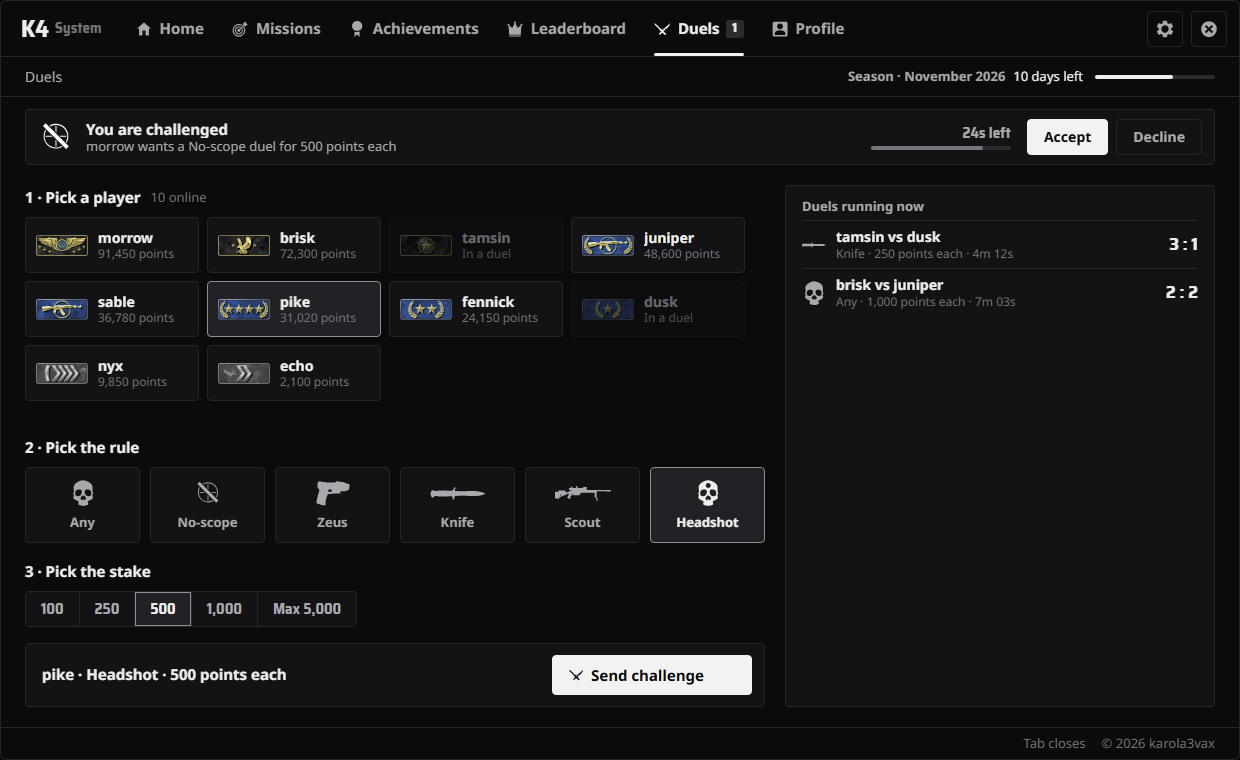 K4 System
Home
Missions
Achievements
Leaderboard
Duels 1
Profile
Duels
Season · November 2026 10 days left
You are challenged
morrow wants a No-scope duel for 500 points each
24s left
Accept
Decline
1 · Pick a player 10 online
morrow
91,450 points
brisk
72,300 points
tamsin
In a duel
juniper
48,600 points
sable
36,780 points
pike
31,020 points
fennick
24,150 points
dusk
In a duel
nyx
9,850 points
echo
2,100 points
2 · Pick the rule
Any
No-scope
Zeus
Knife
Scout
Headshot
3 · Pick the stake
100
250
500
1,000
Max 5,000
pike · Headshot · 500 points each
Send challenge
Duels running now
tamsin vs dusk
Knife · 250 points each · 4m 12s
3:1
brisk vs juniper
Any · 1,000 points each · 7m 03s
2:2
Tab closes
© 2026 karola3vax